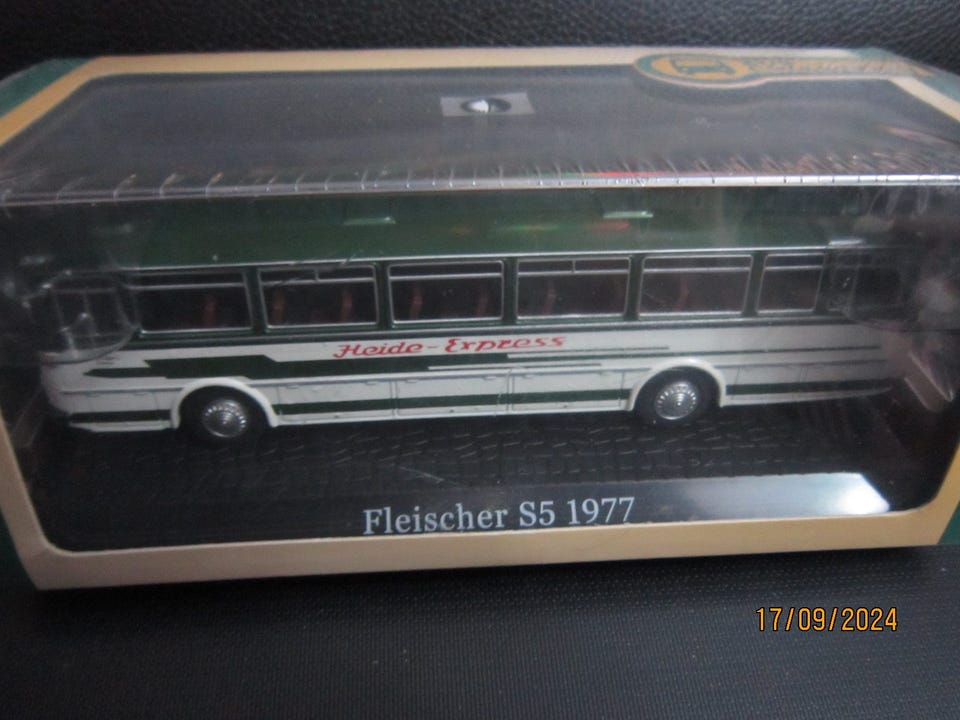 Heide-Express
Fleischer S5 1977
17/09/2024